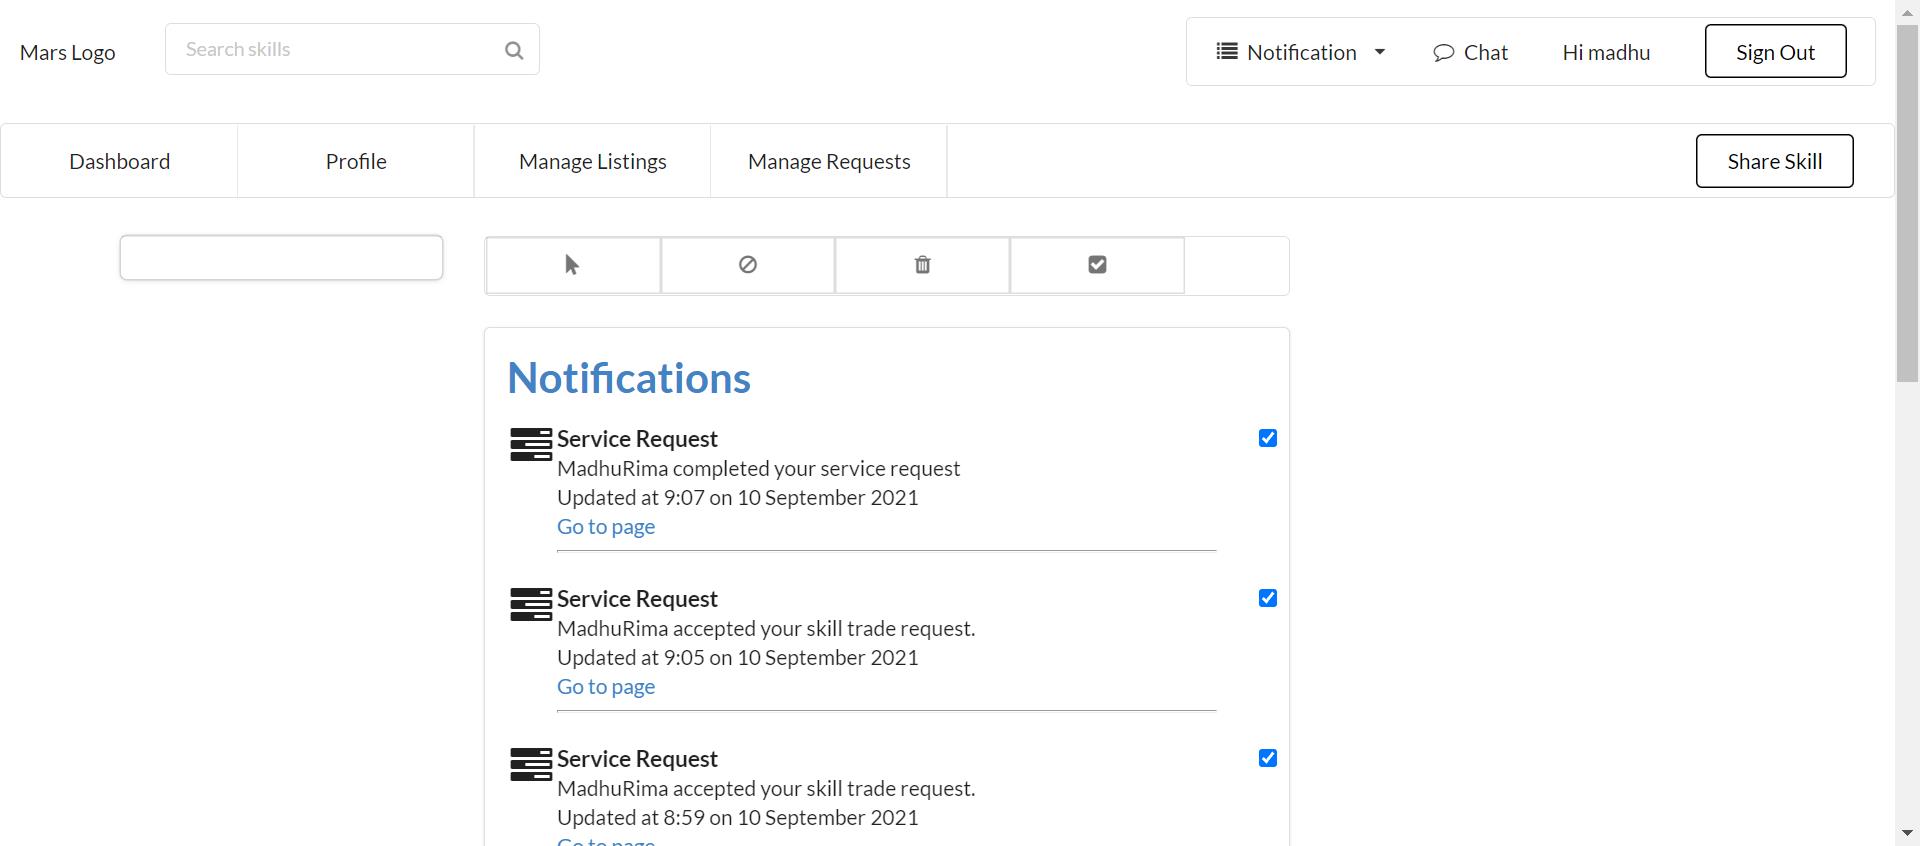 Mars Logo
Search skills
Notification
Chat
Hi madhu
Sign Out
Dashboard
Profile
Manage Listings
Manage Requests
Share Skill
Notifications
Service Request
MadhuRima completed your service request
Updated at 9:07 on 10 September 2021
Go to page
Service Request
MadhuRima accepted your skill trade request.
Updated at 9:05 on 10 September 2021
Go to page
Service Request
MadhuRima accepted your skill trade request.
Updated at 8:59 on 10 September 2021
Go to page